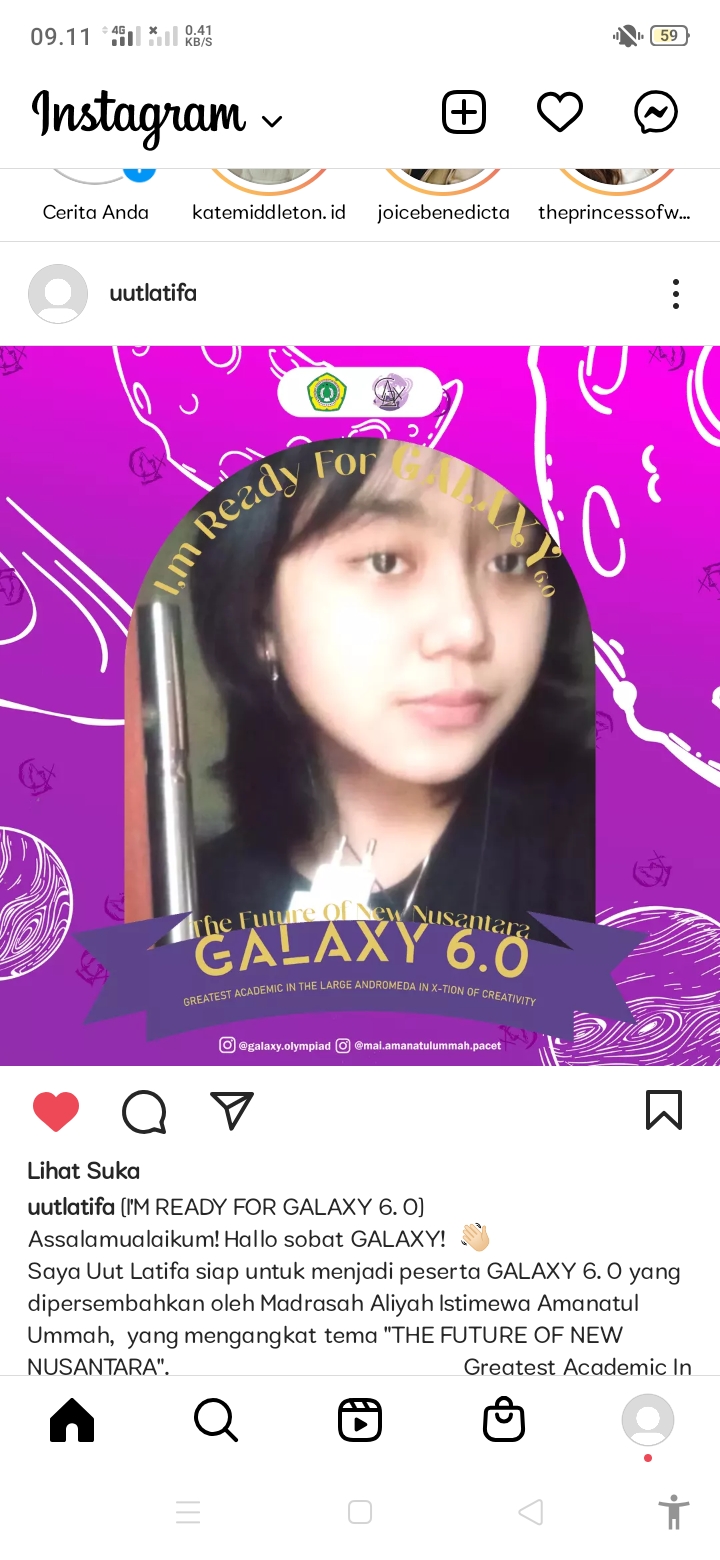 09.11 4G 0.41 KB/S 59
Instagram
Cerita Anda katemiddleton.id joicebenedicta theprincessofw...
uutlatifa
I,m Ready For GALAXY 6.0
The Future Of New Nusantara
GALAXY 6.0
GREATEST ACADEMIC IN THE LARGE ANDROMEDA IN X-TION OF CREATIVITY
@galaxy.olympiad @mai.amanatulummah.pacet
Lihat Suka
uutlatifa (I'M READY FOR GALAXY 6. 0)
Assalamualaikum! Hallo sobat GALAXY! 👋🏻
Saya Uut Latifa siap untuk menjadi peserta GALAXY 6. 0 yang
dipersembahkan oleh Madrasah Aliyah Istimewa Amanatul
Ummah, yang mengangkat tema "THE FUTURE OF NEW
NUSANTARA". Greatest Academic In